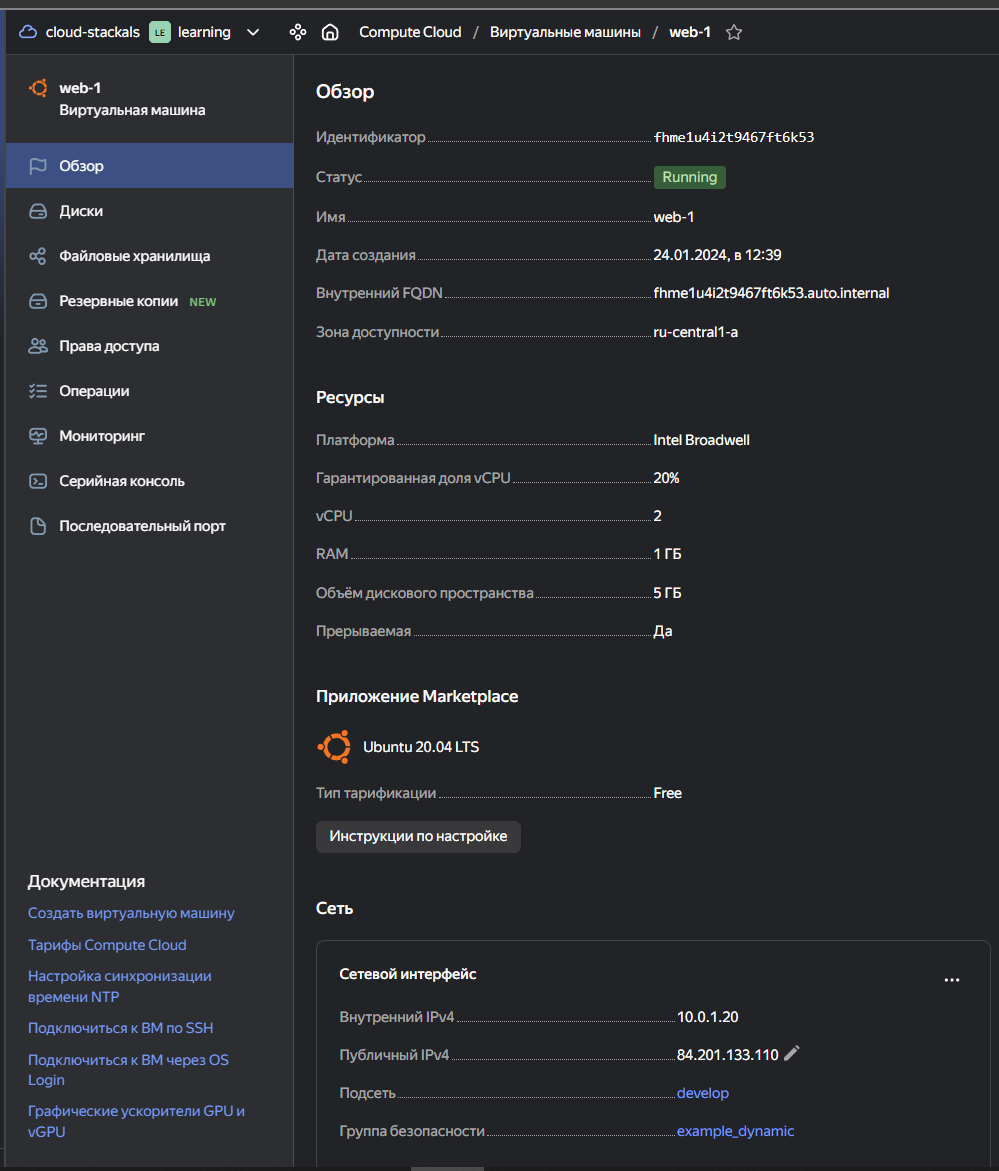 cloud-stackals LE learning Compute Cloud / Виртуальные машины / web-1
web-1
Виртуальная машина
Обзор
Диски
Файловые хранилища
Резервные копии NEW
Права доступа
Операции
Мониторинг
Серийная консоль
Последовательный порт
Документация
Создать виртуальную машину
Тарифы Compute Cloud
Настройка синхронизации
времени NTP
Подключиться к ВМ по SSH
Подключиться к ВМ через OS
Login
Графические ускорители GPU и
vGPU
Обзор
Идентификатор fhme1u4i2t9467ft6k53
Статус Running
Имя web-1
Дата создания 24.01.2024, в 12:39
Внутренний FQDN fhme1u4i2t9467ft6k53.auto.internal
Зона доступности ru-central1-a
Ресурсы
Платформа Intel Broadwell
Гарантированная доля vCPU 20%
vCPU 2
RAM 1 ГБ
Объём дискового пространства 5 ГБ
Прерываемая Да
Приложение Marketplace
Ubuntu 20.04 LTS
Тип тарификации Free
Инструкции по настройке
Сеть
Сетевой интерфейс
Внутренний IPv4 10.0.1.20
Публичный IPv4 84.201.133.110
Подсеть develop
Группа безопасности example_dynamic